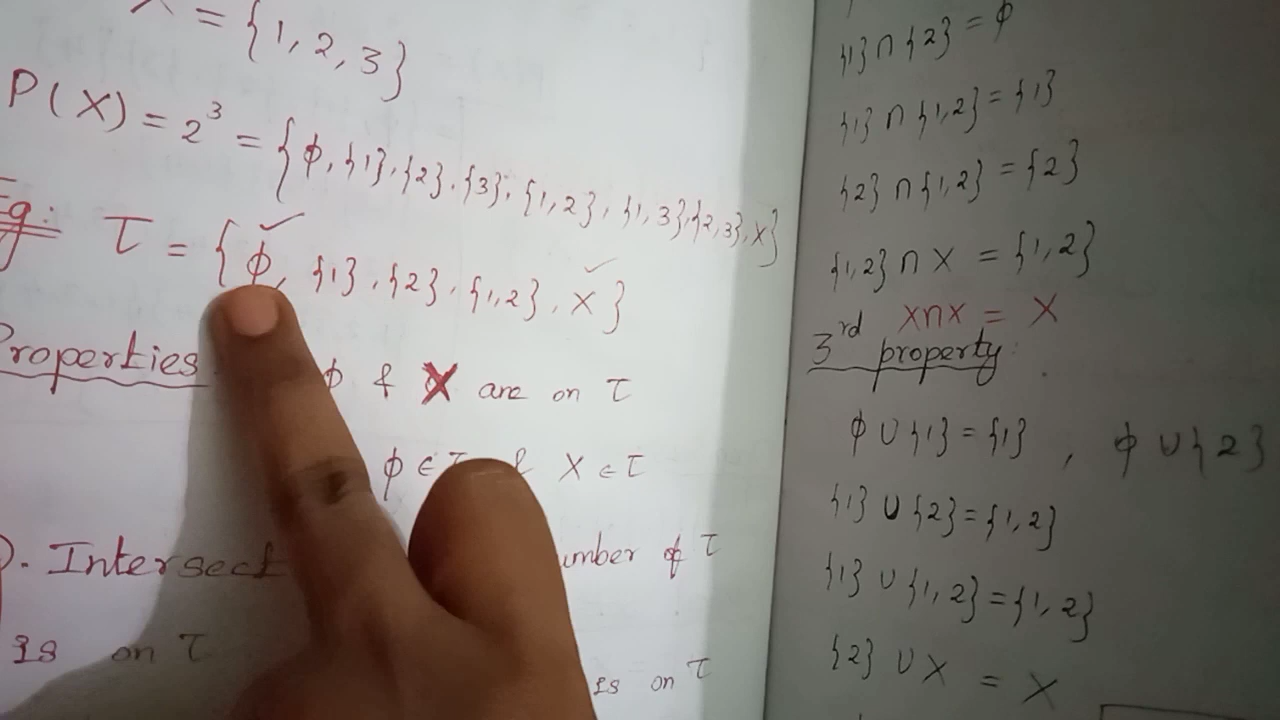 X = {1, 2, 3}
P(X) = 2³ = {φ, {1}, {2}, {3}, {1, 2}, {1, 3}, {2, 3}, X}
Eg: τ = {φ, {1}, {2}, {1,2}, X}
Properties φ & X are on τ
φ ∈ τ & X ∈ τ
Intersect τ
is on τ
is on τ
{1} ∩ {2} = φ
{1} ∩ {1,2} = {1}
{2} ∩ {1,2} = {2}
{1,2} ∩ X = {1,2}
X∩X = X
3rd property:
φ ∪ {1} = {1} , φ ∪ {2}
{1} ∪ {2} = {1,2}
{1} ∪ {1,2} = {1,2}
{2} ∪ X = X